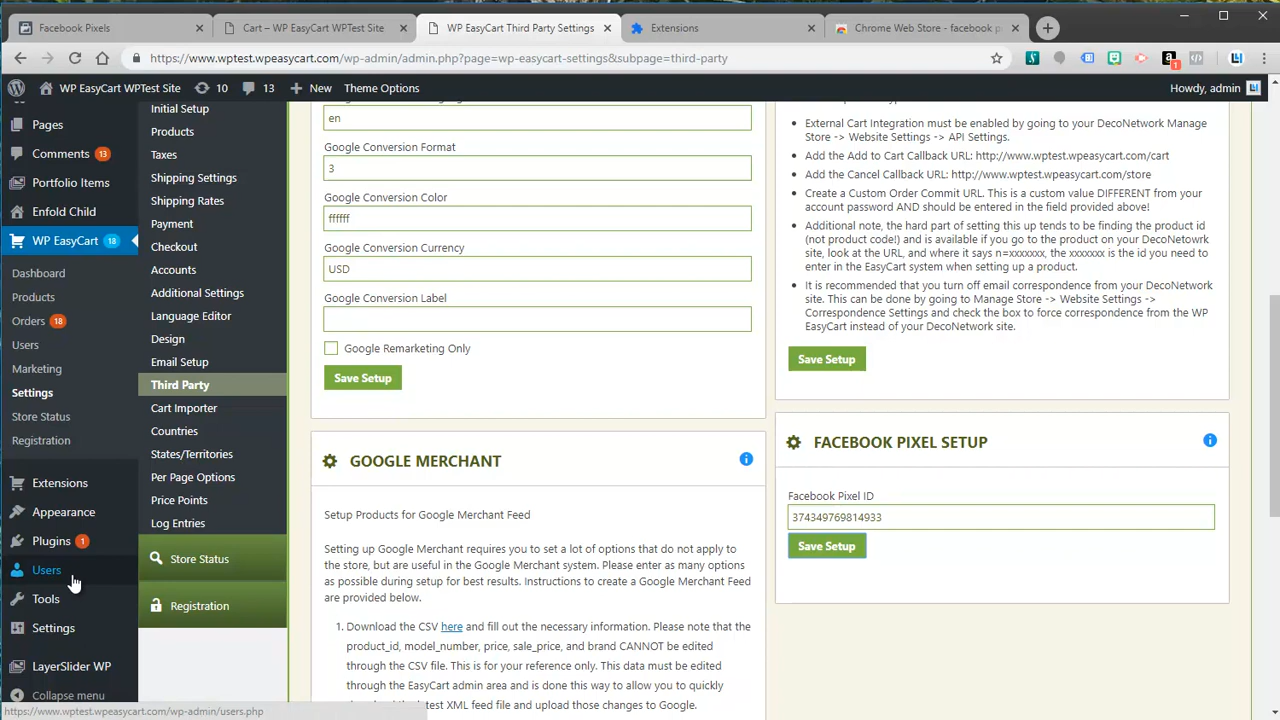 Facebook Pixels
Cart – WP EasyCart WPTest Site
WP EasyCart Third Party Settings
Extensions
Chrome Web Store - facebook p
https://www.wptest.wpeasycart.com/wp-admin/admin.php?page=wp-easycart-settings&subpage=third-party
WP EasyCart WPTest Site
10
13
New
Theme Options
Howdy, admin
Pages
Comments 13
Portfolio Items
Enfold Child
WP EasyCart 18
Dashboard
Products
Orders 18
Users
Marketing
Settings
Store Status
Registration
Extensions
Appearance
Plugins 1
Users
Tools
Settings
LayerSlider WP
Collapse menu
https://www.wptest.wpeasycart.com/wp-admin/users.php
Initial Setup
Products
Taxes
Shipping Settings
Shipping Rates
Payment
Checkout
Accounts
Additional Settings
Language Editor
Design
Email Setup
Third Party
Cart Importer
Countries
States/Territories
Per Page Options
Price Points
Log Entries
Store Status
Registration
en
Google Conversion Format
3
Google Conversion Color
ffffff
Google Conversion Currency
USD
Google Conversion Label
Google Remarketing Only
Save Setup
GOOGLE MERCHANT
Setup Products for Google Merchant Feed
Setting up Google Merchant requires you to set a lot of options that do not apply to
the store, but are useful in the Google Merchant system. Please enter as many options
as possible during setup for best results. Instructions to create a Google Merchant Feed
are provided below.
1. Download the CSV here and fill out the necessary information. Please note that the
product_id, model_number, price, sale_price, and brand CANNOT be edited
through the CSV file. This is for your reference only. This data must be edited
through the EasyCart admin area and is done this way to allow you to quickly
test XML feed file and upload those changes to Google.
• External Cart Integration must be enabled by going to your DecoNetwork Manage
Store -> Website Settings -> API Settings.
• Add the Add to Cart Callback URL: http://www.wptest.wpeasycart.com/cart
• Add the Cancel Callback URL: http://www.wptest.wpeasycart.com/store
• Create a Custom Order Commit URL. This is a custom value DIFFERENT from your
account password AND should be entered in the field provided above!
• Additional note, the hard part of setting this up tends to be finding the product id
(not product code!) and is available if you go to the product on your DecoNetowrk
site, look at the URL, and where it says n=xxxxxxx, the xxxxxxx is the id you need to
enter in the EasyCart system when setting up a product.
• It is recommended that you turn off email correspondence from your DecoNetwork
site. This can be done by going to Manage Store -> Website Settings ->
Correspondence Settings and check the box to force correspondence from the WP
EasyCart instead of your DecoNetwork site.
Save Setup
FACEBOOK PIXEL SETUP
Facebook Pixel ID
374349769814933
Save Setup